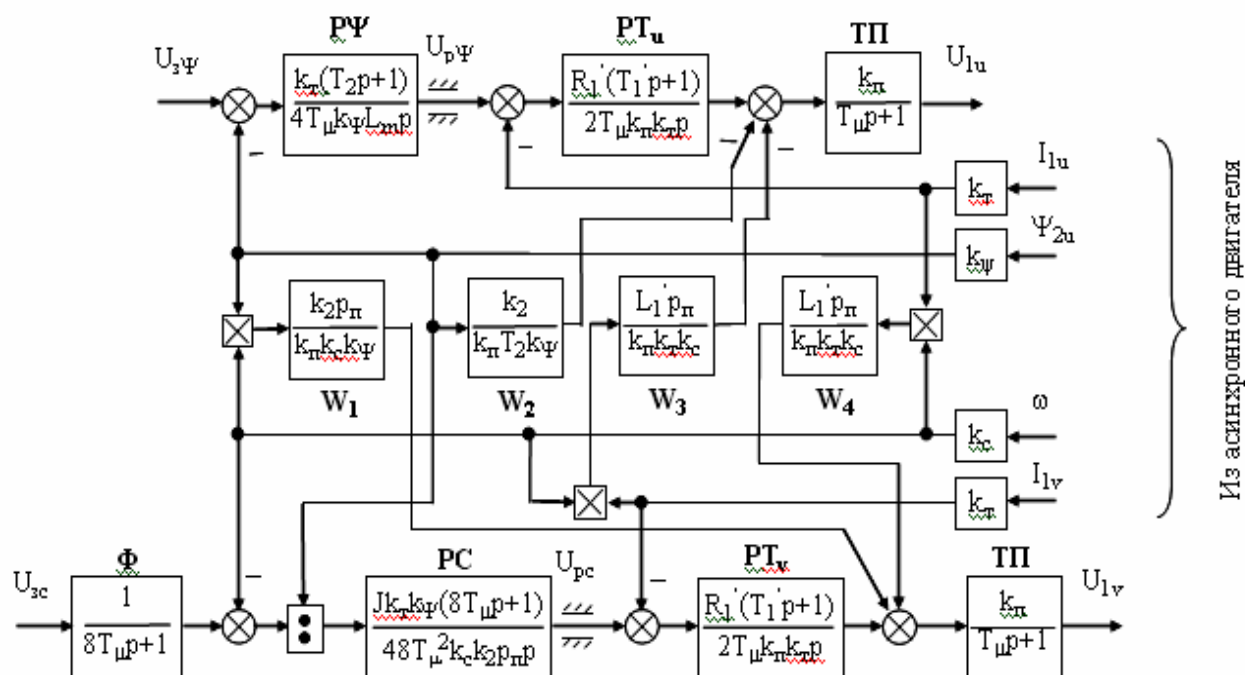 РΨ
РТu
ТП
UзΨ
kт(T2p+1)
4TμkΨLmp
UрΨ
R1'(T1'p+1)
2Tμkпkтp
kп
Tμp+1
U1u
I1u
kт
Ψ2u
kψ
k2pп
kпkсkΨ
W1
k2
kпT2kΨ
W2
L1'pп
kпkтkс
W3
L1'pп
kпkтkс
W4
ω
kс
I1v
kт
Из асинхронного двигателя
Φ
РС
РТv
ТП
Uзс
1
8Tμp+1
JkтkΨ(8Tμp+1)
48Tμ²kсk2pпp
Uрс
R1'(T1'p+1)
2Tμkпkтp
kп
Tμp+1
U1v